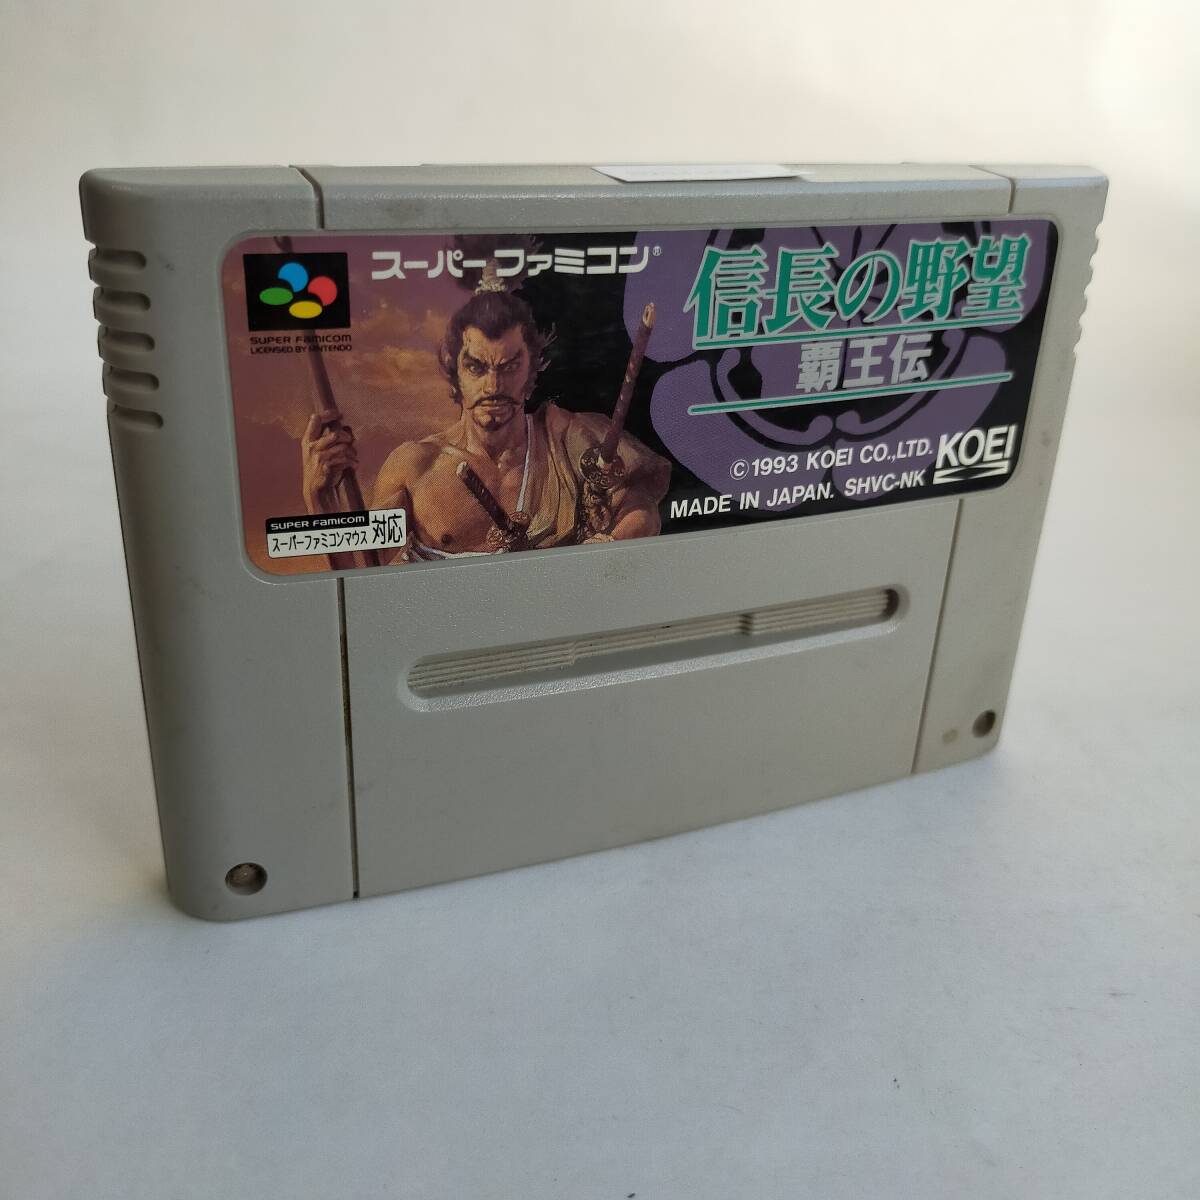 スーパーファミコン®
SUPER FAMICOM
LICENSED BY NINTENDO
信長の野望
覇王伝
©1993 KOEI CO.,LTD.
KOEI
MADE IN JAPAN. SHVC-NK
SUPER FAMICOM
スーパーファミコンマウス 対応